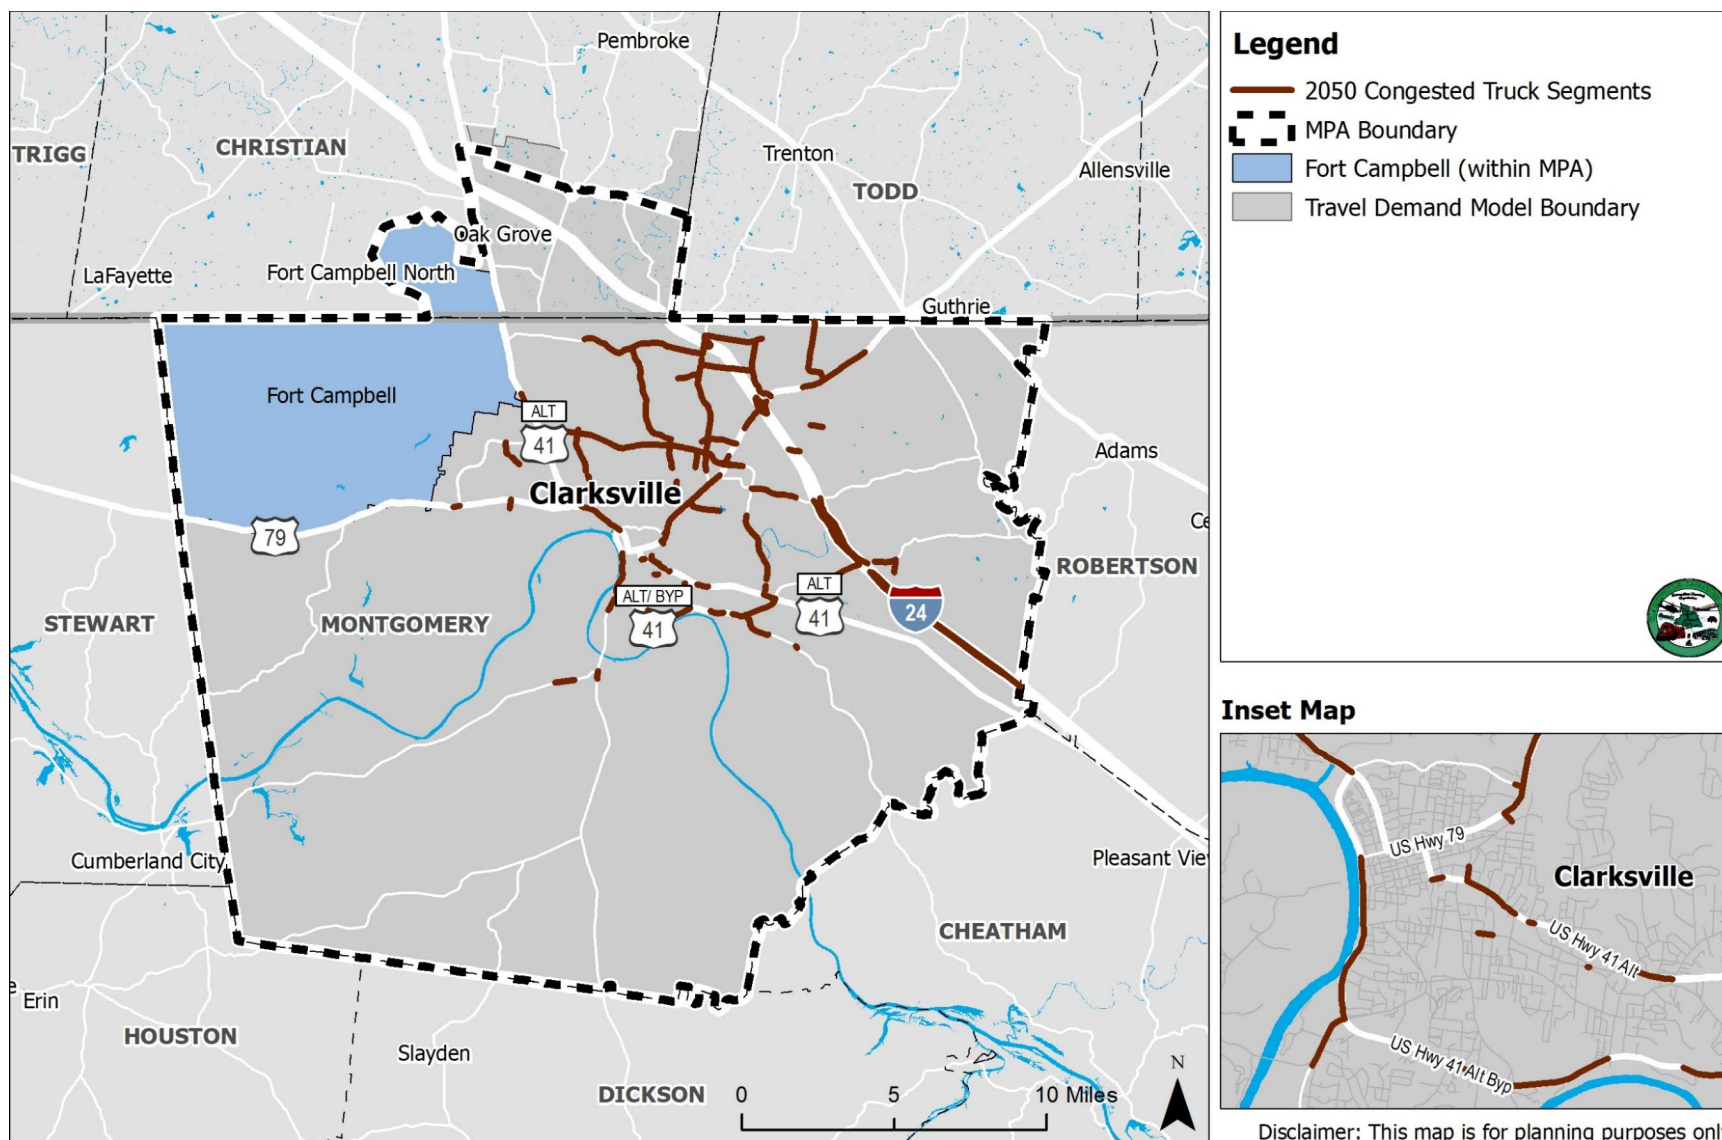 Pembroke
CHRISTIAN
TRIGG
Trenton
Allensville
TODD
Oak Grove
LaFayette
Fort Campbell North
Guthrie
Fort Campbell
ALT
41
Adams
Clarksville
79
Ce
ROBERTSON
ALT
ALT/ BYP
41
41
24
STEWART
MONTGOMERY
Cumberland City
Pleasant View
CHEATHAM
e
Erin
HOUSTON
Slayden
DICKSON
0 5 10 Miles
N
Legend
2050 Congested Truck Segments
MPA Boundary
Fort Campbell (within MPA)
Travel Demand Model Boundary
Inset Map
US Hwy 79
Clarksville
US Hwy 41 Alt
US Hwy 41 Alt Byp
Disclaimer: This map is for planning purposes only